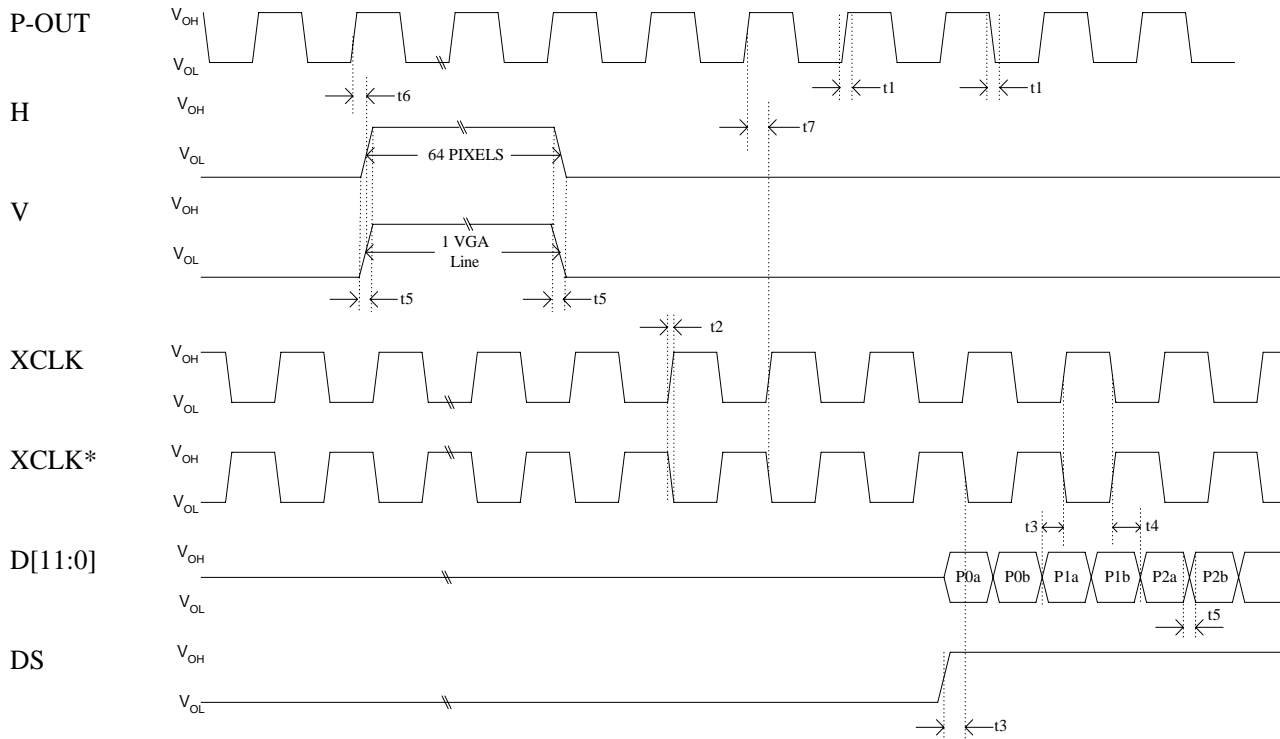 P-OUT
VOH
VOL
t1
t1
t6
t7
H
VOH
VOL
64 PIXELS
V
VOH
VOL
1 VGA
Line
t5
t5
t2
XCLK
VOH
VOL
XCLK*
VOH
VOL
t3
t4
D[11:0]
VOH
VOL
P0a
P0b
P1a
P1b
P2a
P2b
t5
DS
VOH
VOL
t3